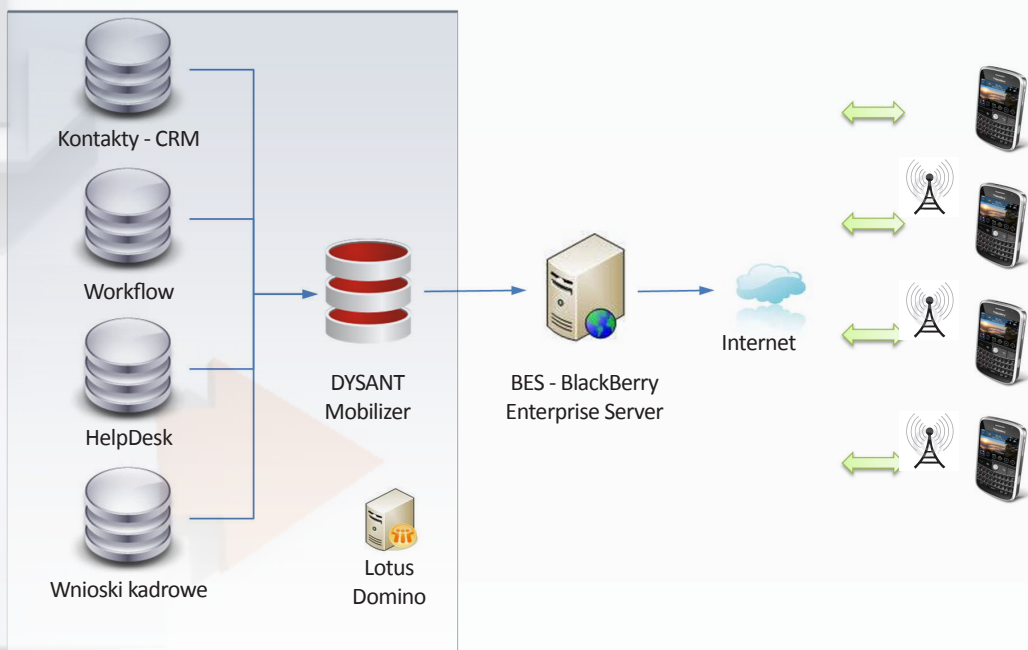 Kontakty - CRM
Workflow
HelpDesk
Wnioski kadrowe
DYSANT
Mobilizer
Lotus
Domino
BES - BlackBerry
Enterprise Server
Internet